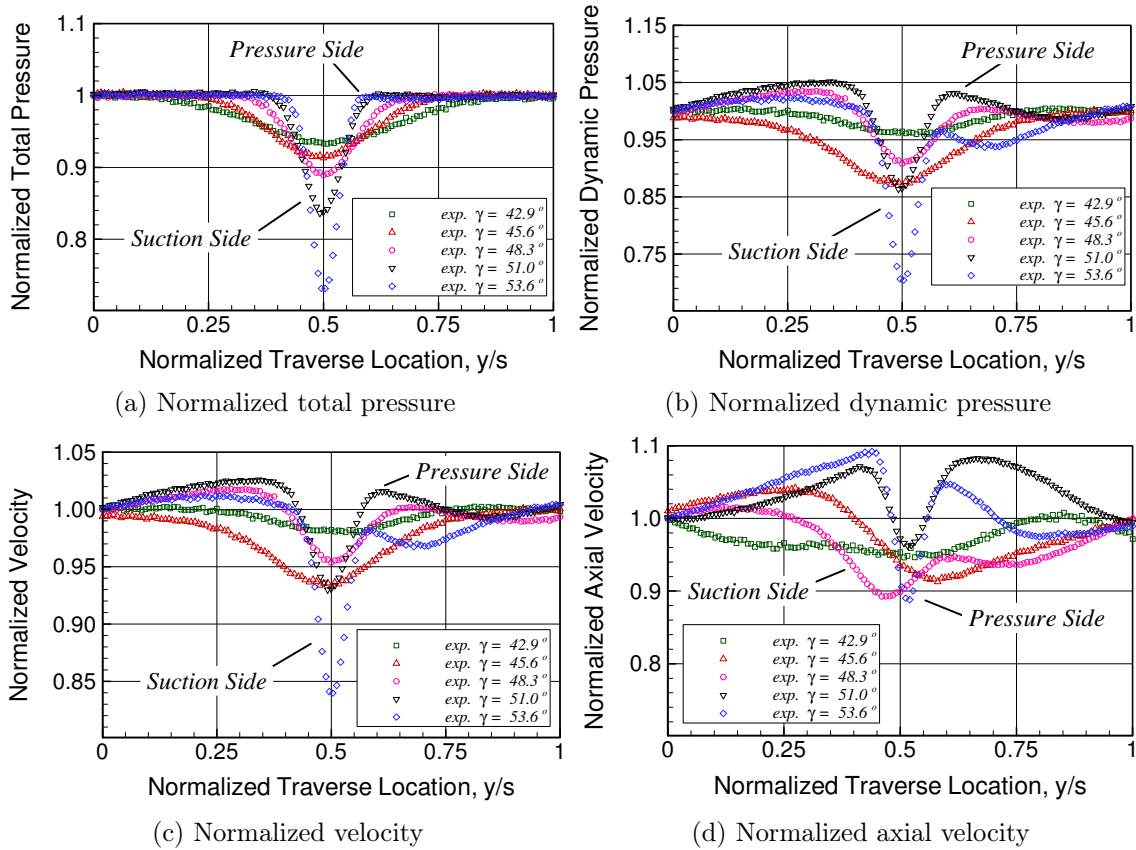 Normalized Total Pressure
1.1
1
0.9
0.8
Pressure Side
Suction Side
exp. γ = 42.9°
exp. γ = 45.6°
exp. γ = 48.3°
exp. γ = 51.0°
exp. γ = 53.6°
0 0.25 0.5 0.75 1
Normalized Traverse Location, y/s
(a) Normalized total pressure
Normalized Dynamic Pressure
1.15
1.05
0.95
0.85
0.75
Pressure Side
Suction Side
exp. γ = 42.9°
exp. γ = 45.6°
exp. γ = 48.3°
exp. γ = 51.0°
exp. γ = 53.6°
0 0.25 0.5 0.75 1
Normalized Traverse Location, y/s
(b) Normalized dynamic pressure
Normalized Velocity
1.05
1.00
0.95
0.90
0.85
Pressure Side
Suction Side
exp. γ = 42.9°
exp. γ = 45.6°
exp. γ = 48.3°
exp. γ = 51.0°
exp. γ = 53.6°
0 0.25 0.5 0.75 1
Normalized Traverse Location, y/s
(c) Normalized velocity
Normalized Axial Velocity
1.1
1.0
0.9
0.8
Suction Side
Pressure Side
exp. γ = 42.9°
exp. γ = 45.6°
exp. γ = 48.3°
exp. γ = 51.0°
exp. γ = 53.6°
0 0.25 0.5 0.75 1
Normalized Traverse Location, y/s
(d) Normalized axial velocity